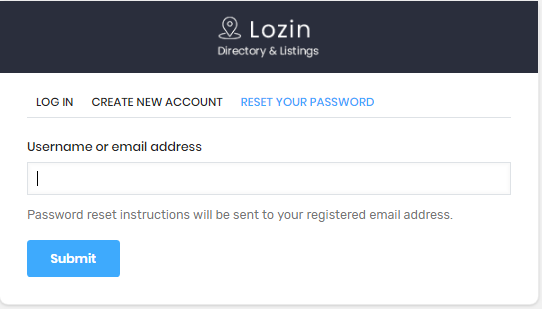 Lozin
Directory & Listings
LOG IN CREATE NEW ACCOUNT RESET YOUR PASSWORD
Username or email address
Password reset instructions will be sent to your registered email address.
Submit